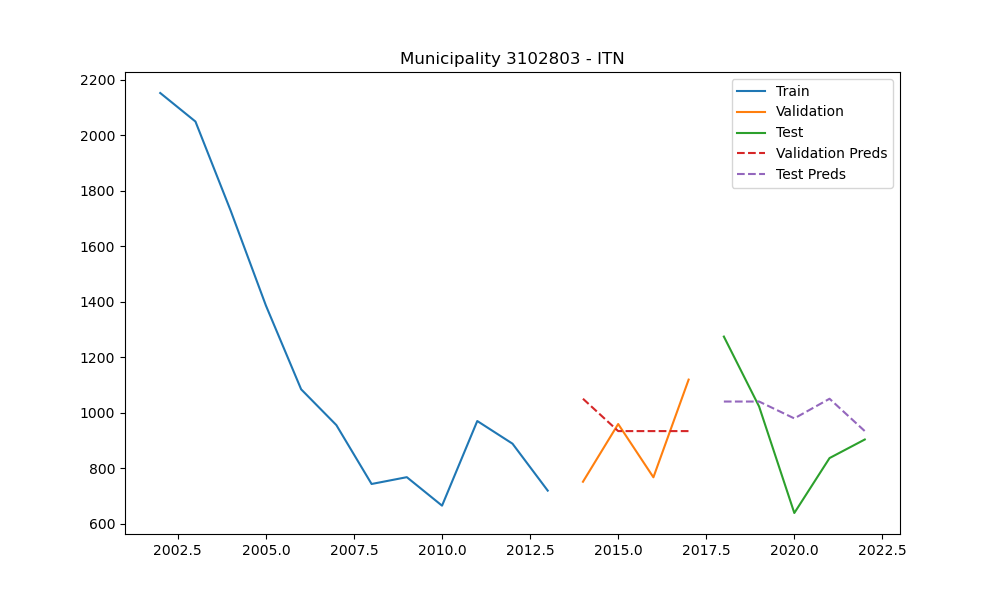 Municipality 3102803 - ITN
2200
2000
1800
1600
1400
1200
1000
800
600
2002.5 2005.0 2007.5 2010.0 2012.5 2015.0 2017.5 2020.0 2022.5
Train
Validation
Test
Validation Preds
Test Preds